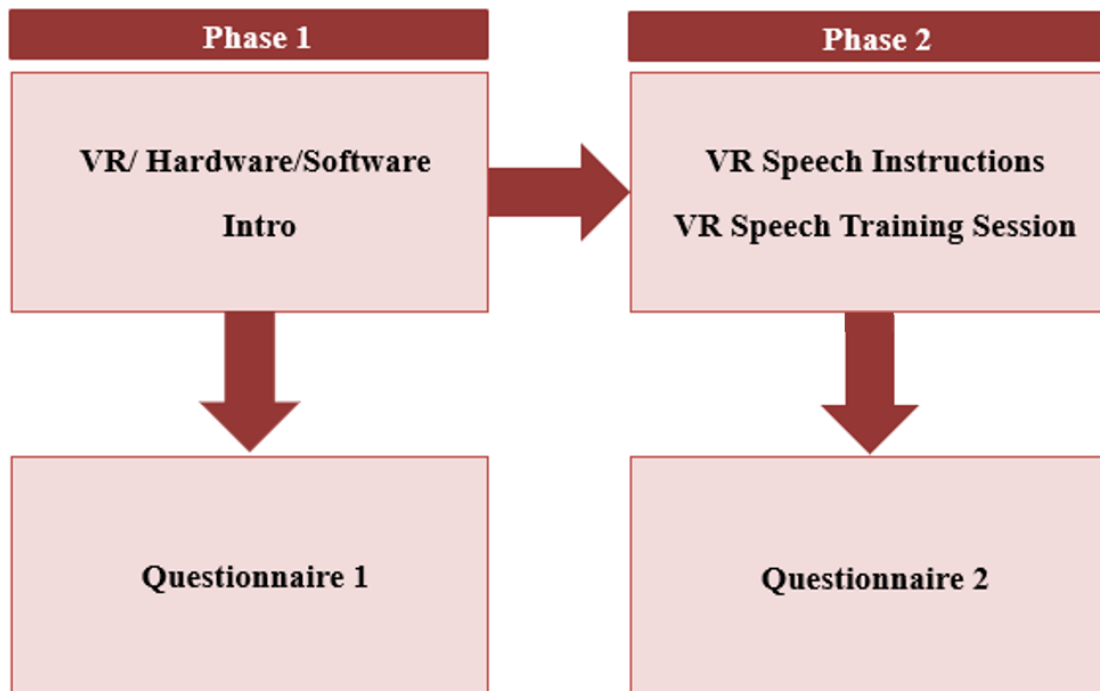 Phase 1
VR/ Hardware/Software
Intro
Questionnaire 1
Phase 2
VR Speech Instructions
VR Speech Training Session
Questionnaire 2